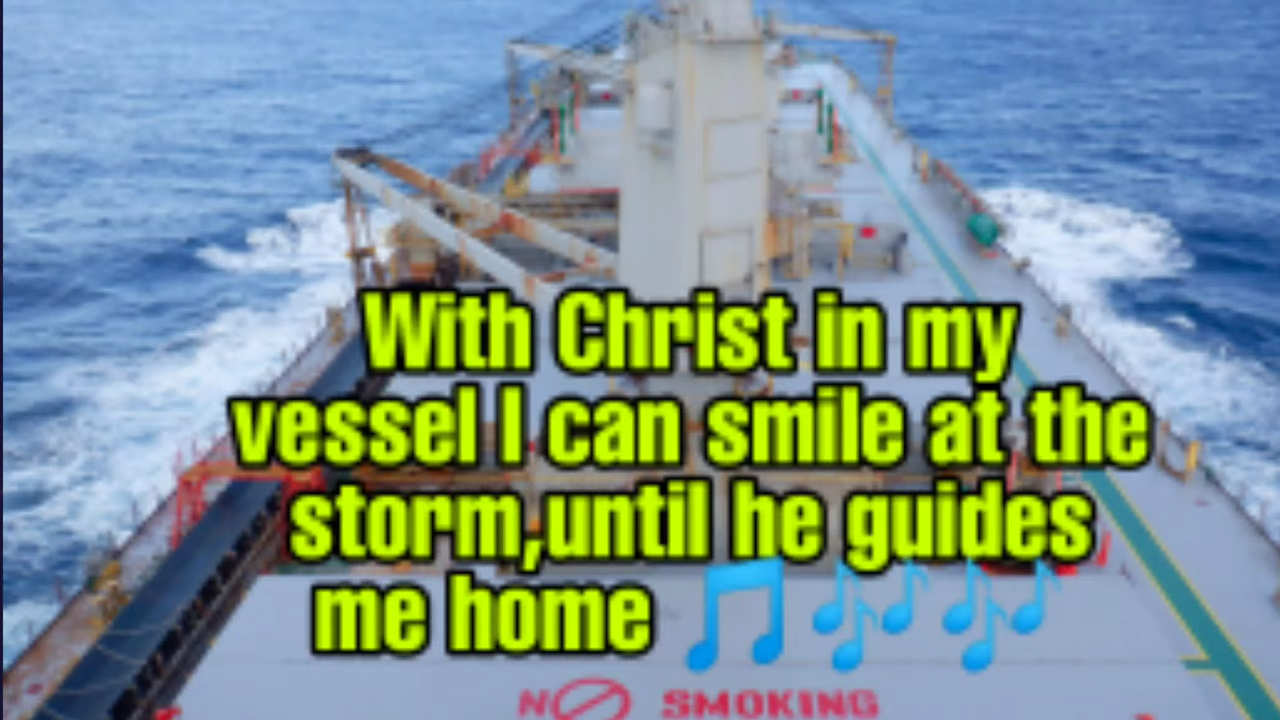 With Christ in my
vessel I can smile at the
storm,until he guides
me home 🎵🎶🎶
NO SMOKING